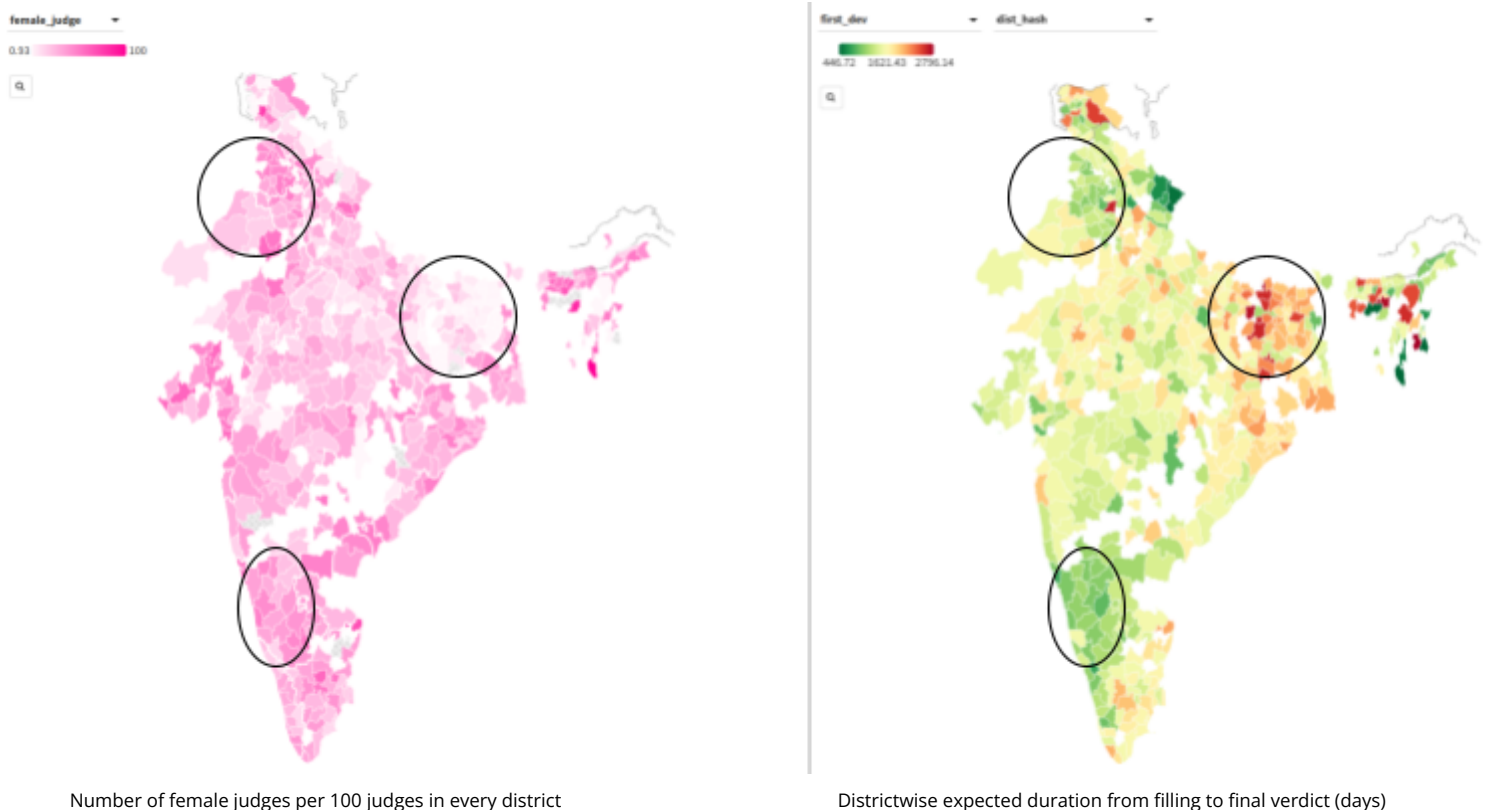 female_judge
0.93 100
first_dev dist_hash
446.72 1621.43 2796.14
Number of female judges per 100 judges in every district
Districtwise expected duration from filling to final verdict (days)